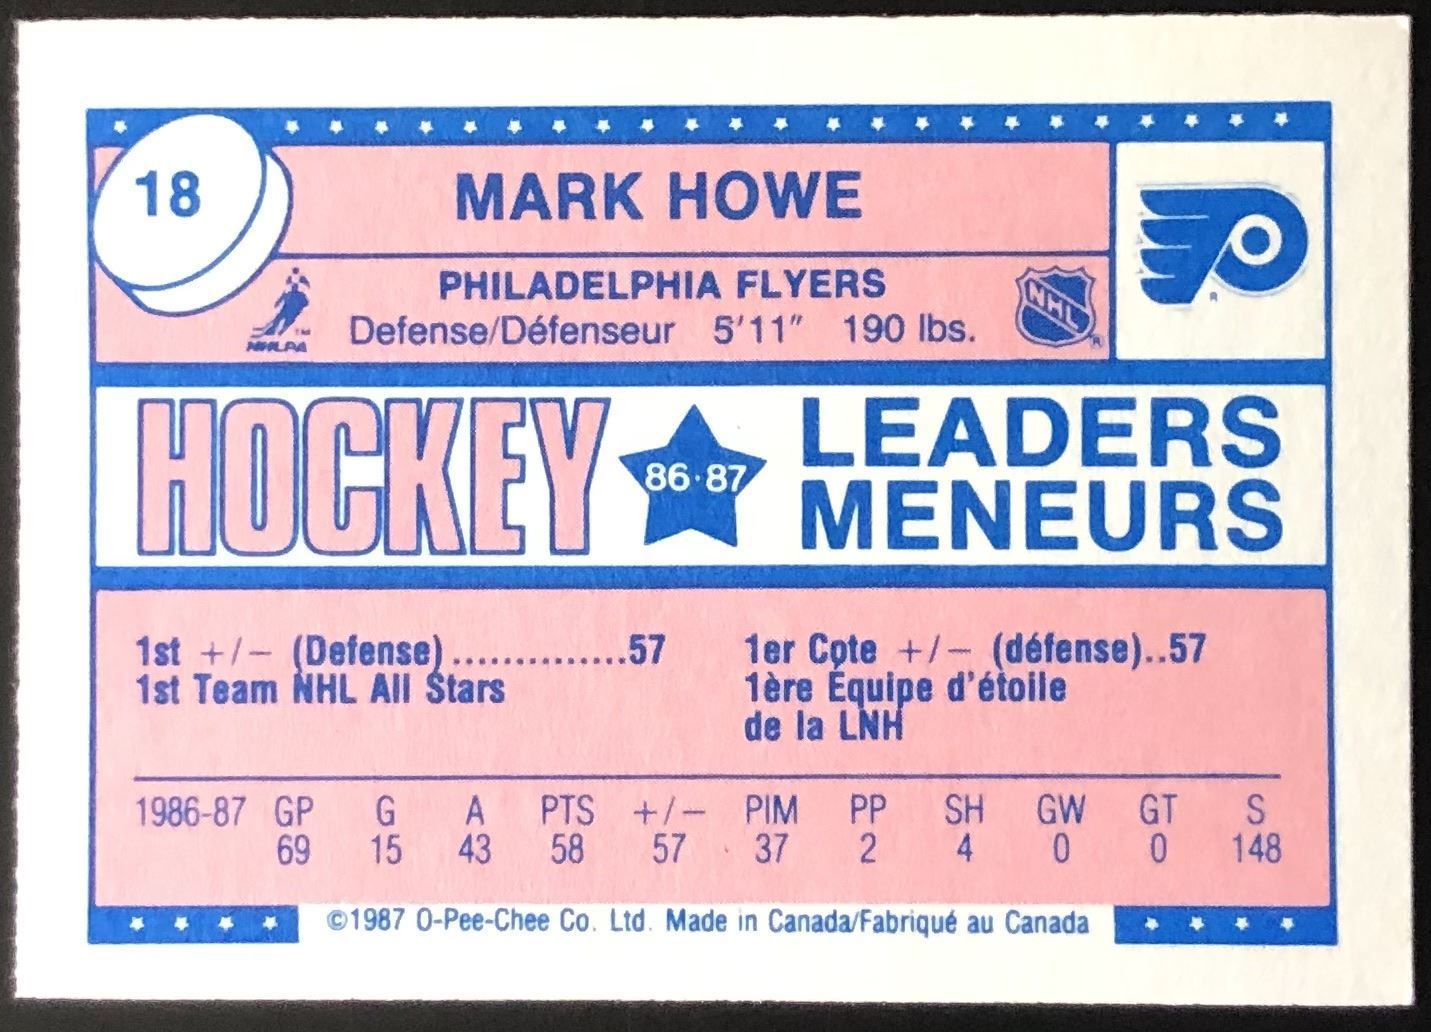 18
MARK HOWE
PHILADELPHIA FLYERS
Defense/Défenseur 5'11" 190 lbs.
NHLPA
TM
NHL
®
®
HOCKEY
86·87
LEADERS
MENEURS
1st +/− (Defense)..............57
1st Team NHL All Stars
1er Cote +/− (défense)..57
1ère Équipe d'étoile
de la LNH
1986-87 GP G A PTS +/− PIM PP SH GW GT S
69 15 43 58 57 37 2 4 0 0 148
©1987 O-Pee-Chee Co. Ltd. Made in Canada/Fabriqué au Canada